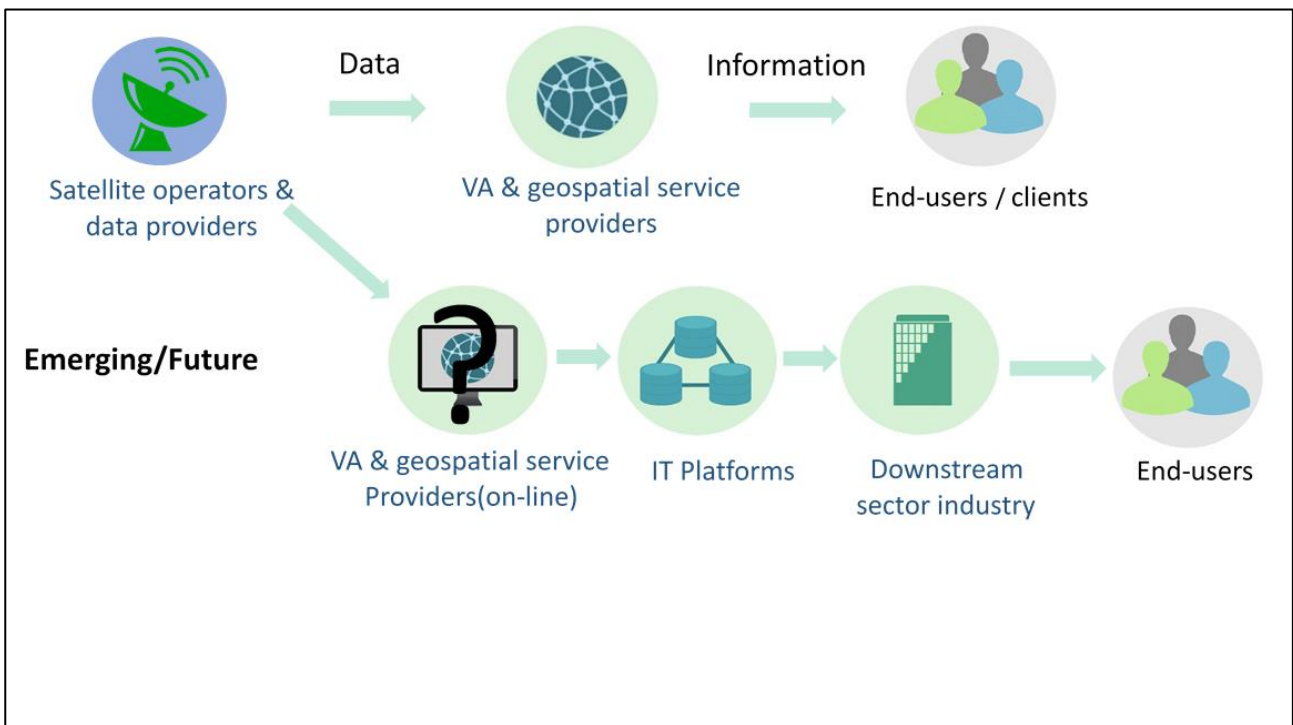 Data
Information
Satellite operators &
data providers
VA & geospatial service
providers
End-users / clients
Emerging/Future
?
VA & geospatial service
Providers(on-line)
IT Platforms
Downstream
sector industry
End-users